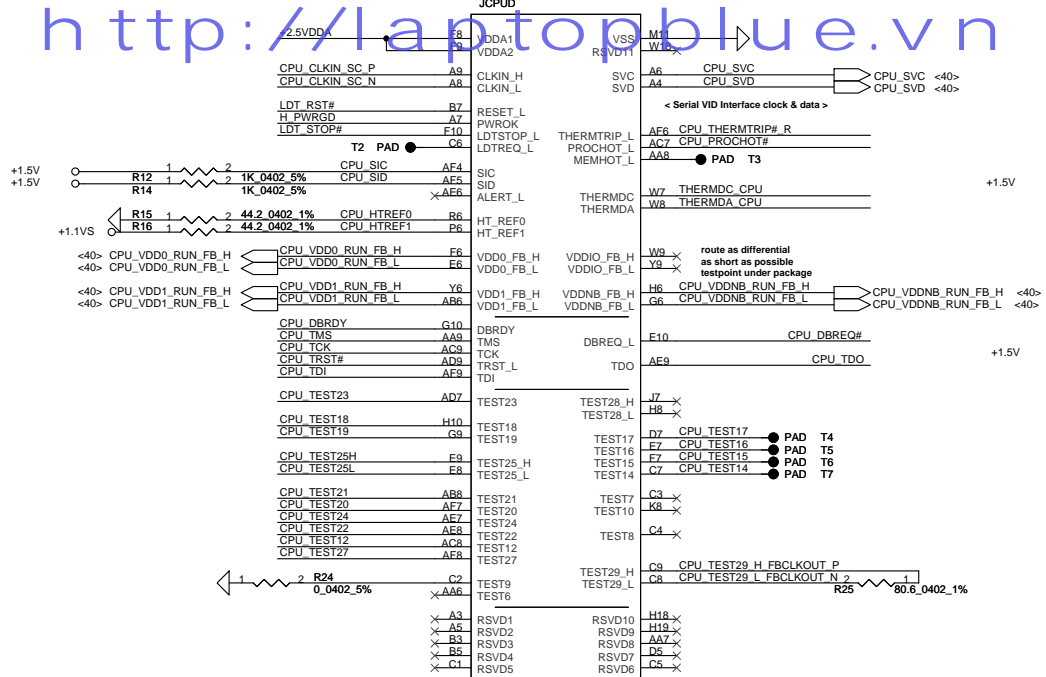 JCPUD
http://laptopblue.vn
+2.5VDDA F8 VDDA1 VSS M11
F9 VDDA2 RSVD11 W18
CPU_CLKIN_SC_P A9 CLKIN_H SVC A6 CPU_SVC CPU_SVC <40>
CPU_CLKIN_SC_N A8 CLKIN_L SVD A4 CPU_SVD CPU_SVD <40>
LDT_RST# B7 RESET_L < Serial VID Interface clock & data >
H_PWRGD A7 PWROK
LDT_STOP# F10 LDTSTOP_L THERMTRIP_L AF6 CPU_THERMTRIP#_R
T2 PAD C6 LDTREQ_L PROCHOT_L AC7 CPU_PROCHOT#
MEMHOT_L AA8 PAD T3
+1.5V 1 2 CPU_SIC AF4 SIC
+1.5V R12 1 1K_0402_5% 2 CPU_SID AF5 SID +1.5V
R14 1K_0402_5% AE6 ALERT_L
THERMDC W7 THERMDC_CPU
THERMDA W8 THERMDA_CPU
R15 1 2 44.2_0402_1% CPU_HTREF0 R6 HT_REF0
+1.1VS R16 1 2 44.2_0402_1% CPU_HTREF1 P6 HT_REF1
<40> CPU_VDD0_RUN_FB_H CPU_VDD0_RUN_FB_H F6 VDD0_FB_H VDDIO_FB_H W9 route as differential
<40> CPU_VDD0_RUN_FB_L CPU_VDD0_RUN_FB_L E6 VDD0_FB_L VDDIO_FB_L Y9 as short as possible
testpoint under package
<40> CPU_VDD1_RUN_FB_H CPU_VDD1_RUN_FB_H Y6 VDD1_FB_H VDDNB_FB_H H6 CPU_VDDNB_RUN_FB_H CPU_VDDNB_RUN_FB_H <40>
<40> CPU_VDD1_RUN_FB_L CPU_VDD1_RUN_FB_L AB6 VDD1_FB_L VDDNB_FB_L G6 CPU_VDDNB_RUN_FB_L CPU_VDDNB_RUN_FB_L <40>
CPU_DBRDY G10 DBRDY
CPU_TMS AA9 TMS DBREQ_L E10 CPU_DBREQ#
CPU_TCK AC9 TCK +1.5V
CPU_TRST# AD9 TRST_L TDO AE9 CPU_TDO
CPU_TDI AF9 TDI
CPU_TEST23 AD7 TEST23 TEST28_H J7
TEST28_L H8
CPU_TEST18 H10 TEST18
CPU_TEST19 G9 TEST19 TEST17 D7 CPU_TEST17 PAD T4
TEST16 E7 CPU_TEST16 PAD T5
CPU_TEST25H E9 TEST25_H TEST15 F7 CPU_TEST15 PAD T6
CPU_TEST25L E8 TEST25_L TEST14 C7 CPU_TEST14 PAD T7
CPU_TEST21 AB8 TEST21 TEST7 C3
CPU_TEST20 AF7 TEST20 TEST10 K8
CPU_TEST24 AE7 TEST24
CPU_TEST22 AE8 TEST22 TEST8 C4
CPU_TEST12 AC8 TEST12
CPU_TEST27 AF8 TEST27
TEST29_H C9 CPU_TEST29_H_FBCLKOUT_P
1 2 R24 C2 TEST9 TEST29_L C8 CPU_TEST29_L_FBCLKOUT_N 2 1
0_0402_5% AA6 TEST6 R25 80.6_0402_1%
A3 RSVD1 RSVD10 H18
A5 RSVD2 RSVD9 H19
B3 RSVD3 RSVD8 AA7
B5 RSVD4 RSVD7 D5
C1 RSVD5 RSVD6 C5